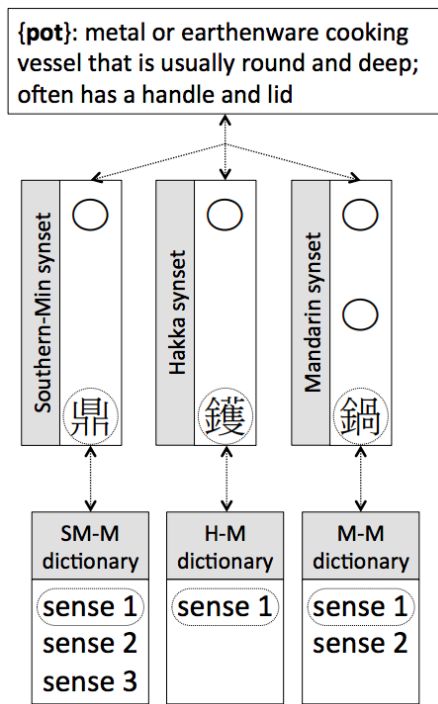 {pot}: metal or earthenware cooking
vessel that is usually round and deep;
often has a handle and lid
Southern-Min synset
鼎
Hakka synset
鑊
Mandarin synset
鍋
SM-M
dictionary
sense 1
sense 2
sense 3
H-M
dictionary
sense 1
M-M
dictionary
sense 1
sense 2